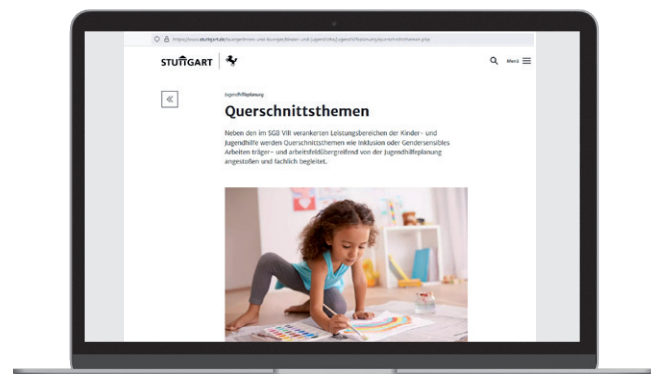 STUTTGART
Menü
Jugendhilfeplanung
Querschnittsthemen
Neben den im SGB VIII verankerten Leistungsbereichen der Kinder- und
Jugendhilfe werden Querschnittsthemen wie Inklusion oder Gendersensibles
Arbeiten träger- und arbeitsfeldübergreifend von der Jugendhilfeplanung
angestoßen und fachlich begleitet.